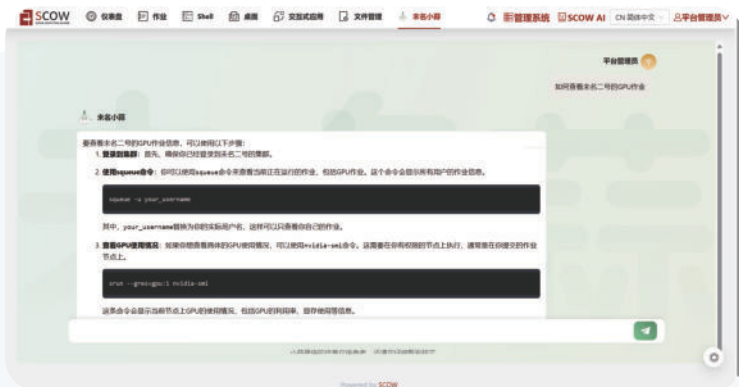 SCOW 仪表盘 作业 Shell 桌面 交互式应用 文件管理 未名小薛 管理系统 SCOW AI CN 简体中文 平台管理员
平台管理员
如何查看未名二号的GPU作业
未名小薛
要查看未名二号的GPU作业信息，可以使用以下步骤：
1. 登录到集群：首先，确保你已经登录到未名二号的集群。
2. 使用squeue命令：你可以使用squeue命令来查看当前正在运行的作业，包括GPU作业。这个命令会显示所有用户的作业信息。
squeue -u your_username
其中，your_username替换为你的实际用户名，这样可以只查看你自己的作业。
3. 查看GPU使用情况：如果你想查看具体的GPU使用情况，可以使用nvidia-smi命令。这需要在你有权限的节点上执行，通常是在你提交的作业
节点上。
srun --gres=gpu:1 nvidia-smi
这条命令会显示当前节点上GPU的使用情况，包括GPU的利用率、显存使用等信息。
Powered by SCOW